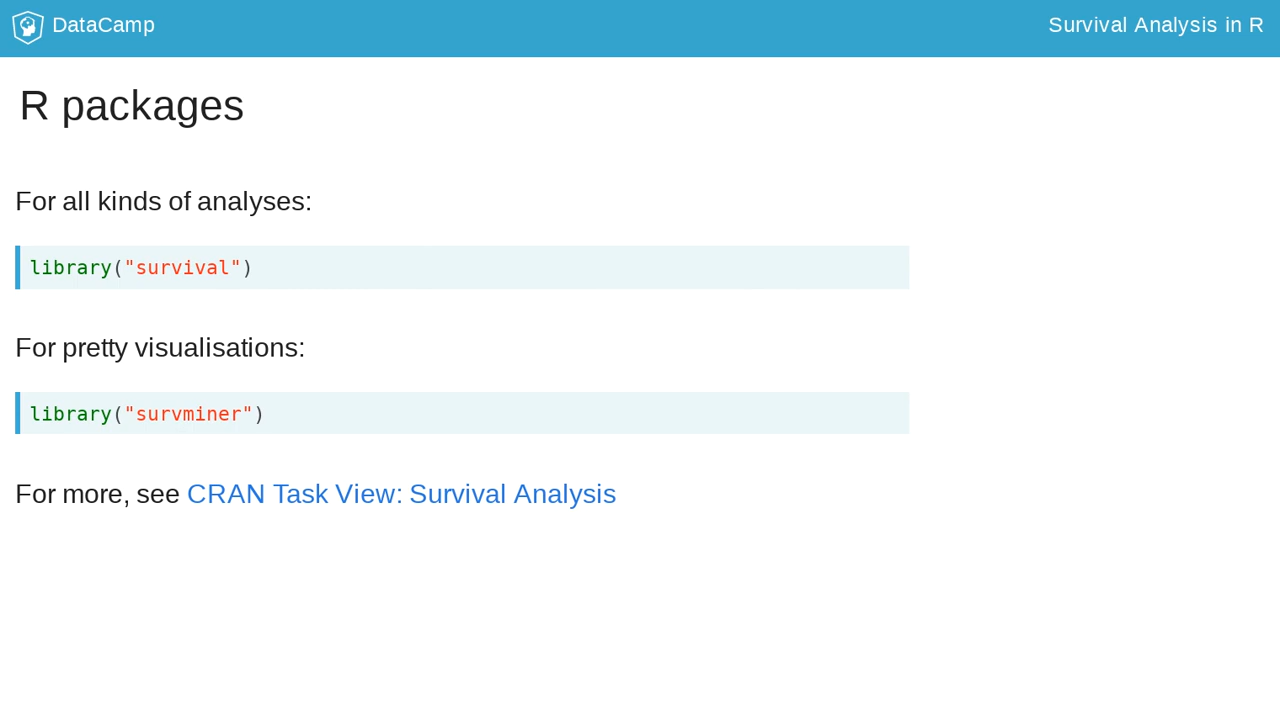 DataCamp
Survival Analysis in R
R packages
For all kinds of analyses:
library("survival")
For pretty visualisations:
library("survminer")
For more, see CRAN Task View: Survival Analysis